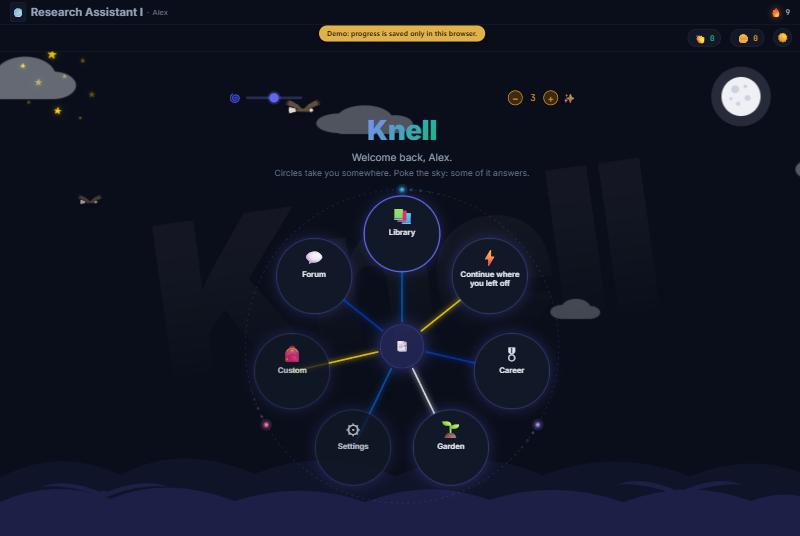 Research Assistant I · Alex
9
Demo: progress is saved only in this browser.
0
0
− 3 +
Knell
Welcome back, Alex.
Circles take you somewhere. Poke the sky: some of it answers.
Knell
Library
Forum
Continue where
you left off
Custom
Career
Settings
Garden